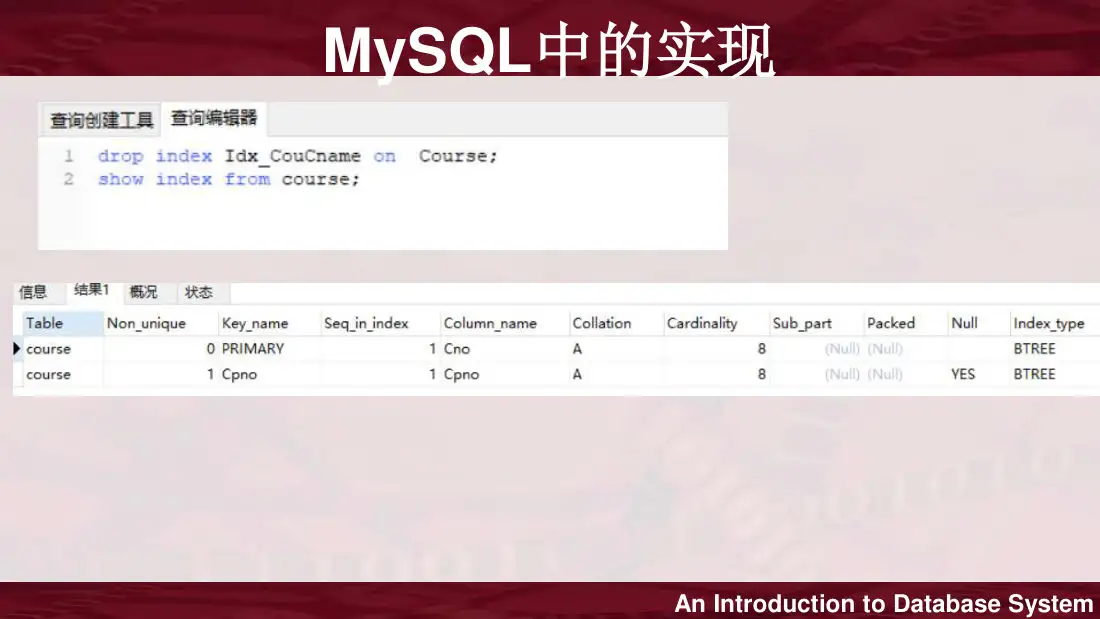 MySQL中的实现
查询创建工具 查询编辑器
1 drop index Idx_CouCname on Course;
2 show index from course;
信息 结果1 概况 状态
Table Non_unique Key_name Seq_in_index Column_name Collation Cardinality Sub_part Packed Null Index_type
course 0 PRIMARY 1 Cno A 8 (Null) (Null) BTREE
course 1 Cpno 1 Cpno A 8 (Null) (Null) YES BTREE
An Introduction to Database System